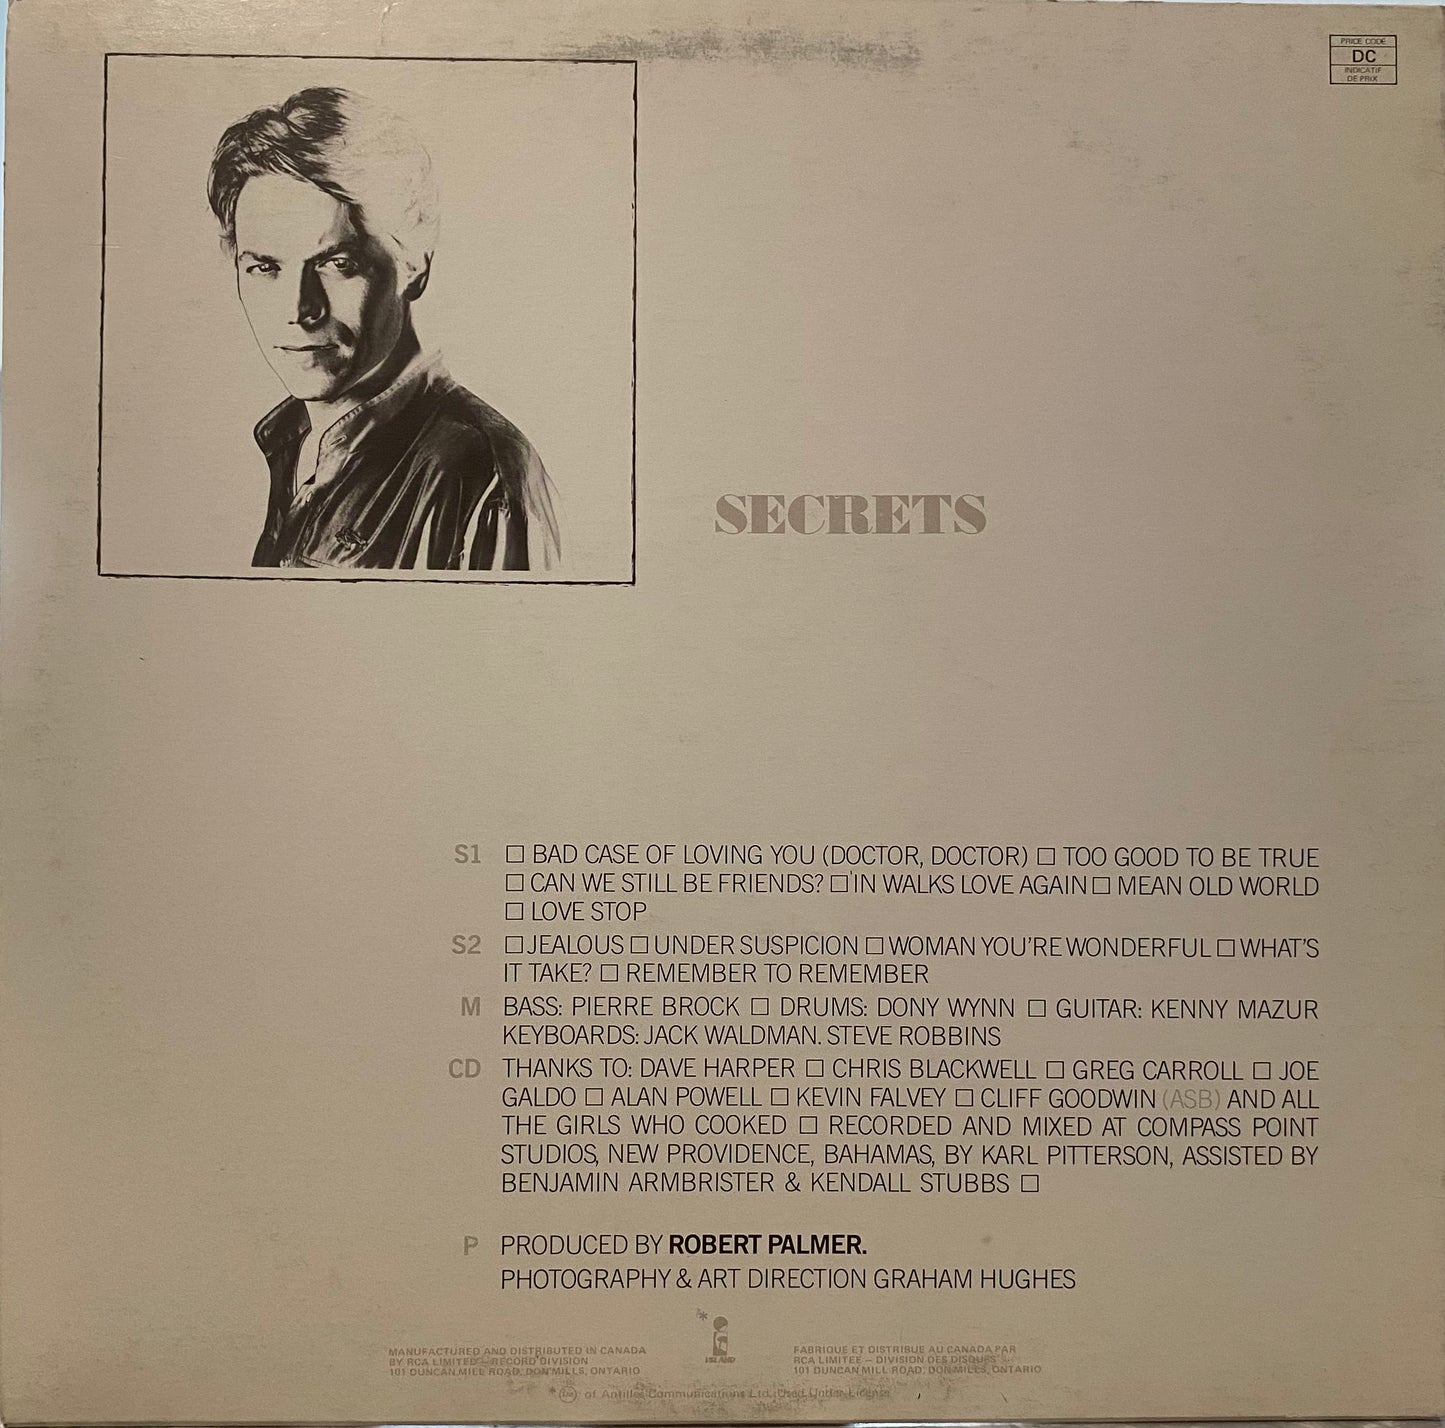 PRICE CODE
DC
INDICATIF
DE PRIX
SECRETS
S1 □ BAD CASE OF LOVING YOU (DOCTOR, DOCTOR) □ TOO GOOD TO BE TRUE
□ CAN WE STILL BE FRIENDS? □ IN WALKS LOVE AGAIN □ MEAN OLD WORLD
□ LOVE STOP
S2 □ JEALOUS □ UNDER SUSPICION □ WOMAN YOU'RE WONDERFUL □ WHAT'S
IT TAKE? □ REMEMBER TO REMEMBER
M BASS: PIERRE BROCK □ DRUMS: DONY WYNN □ GUITAR: KENNY MAZUR
KEYBOARDS: JACK WALDMAN. STEVE ROBBINS
CD THANKS TO: DAVE HARPER □ CHRIS BLACKWELL □ GREG CARROLL □ JOE
GALDO □ ALAN POWELL □ KEVIN FALVEY □ CLIFF GOODWIN (ASB) AND ALL
THE GIRLS WHO COOKED □ RECORDED AND MIXED AT COMPASS POINT
STUDIOS, NEW PROVIDENCE, BAHAMAS, BY KARL PITTERSON, ASSISTED BY
BENJAMIN ARMBRISTER & KENDALL STUBBS □
P PRODUCED BY ROBERT PALMER.
PHOTOGRAPHY & ART DIRECTION GRAHAM HUGHES
*
ISLAND
MANUFACTURED AND DISTRIBUTED IN CANADA
BY RCA LIMITED – RECORD DIVISION
101 DUNCAN MILL ROAD, DON MILLS, ONTARIO
FABRIQUE ET DISTRIBUE AU CANADA PAR
RCA LIMITEE – DIVISION DES DISQUES
101 DUNCAN MILL ROAD, DON MILLS, ONTARIO
* of Antilles Communications Ltd. Used Under License